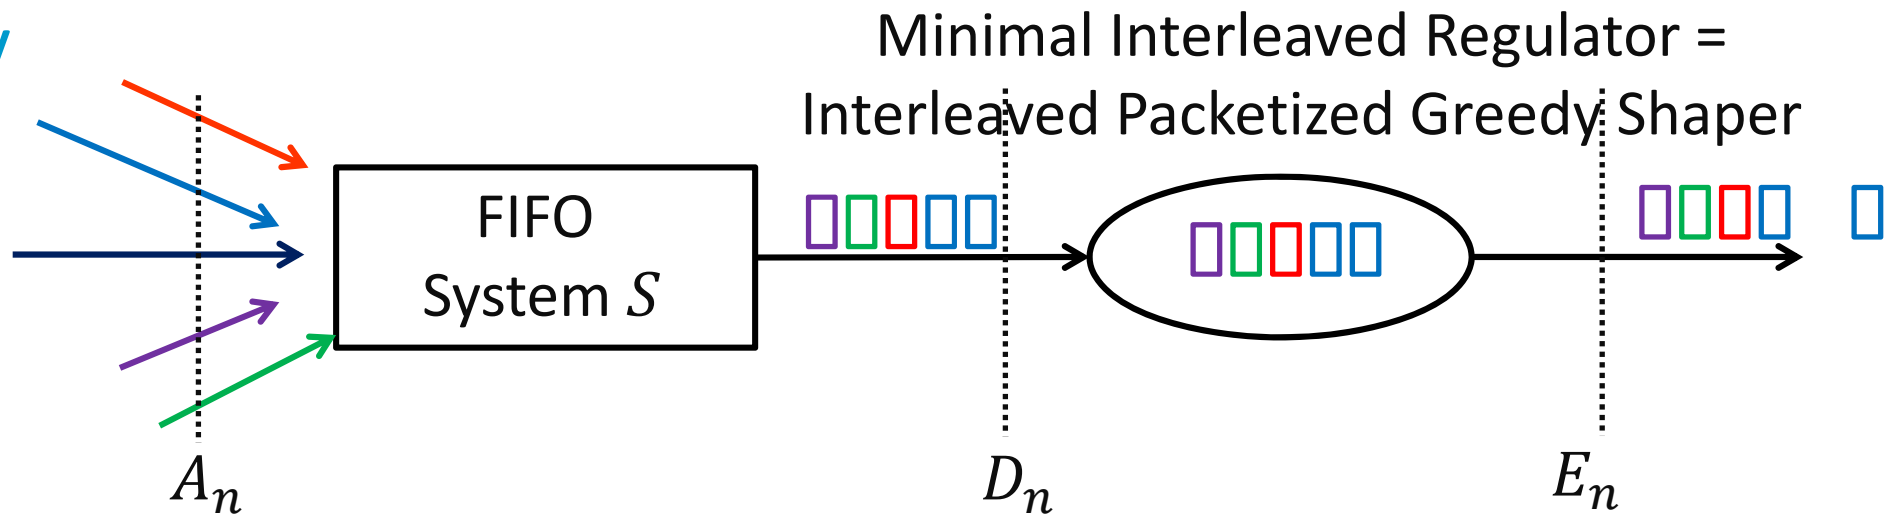 Minimal Interleaved Regulator =
Interleaved Packetized Greedy Shaper
FIFO
System S
Aₙ
Dₙ
Eₙ